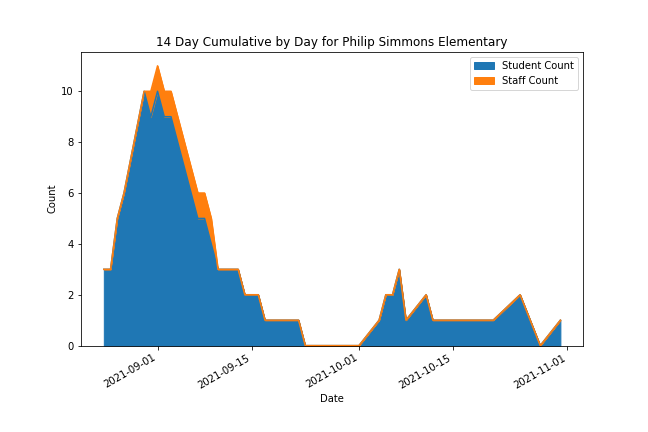 14 Day Cumulative by Day for Philip Simmons Elementary
Student Count
Staff Count
Count
10
8
6
4
2
0
2021-09-01
2021-09-15
2021-10-01
2021-10-15
2021-11-01
Date